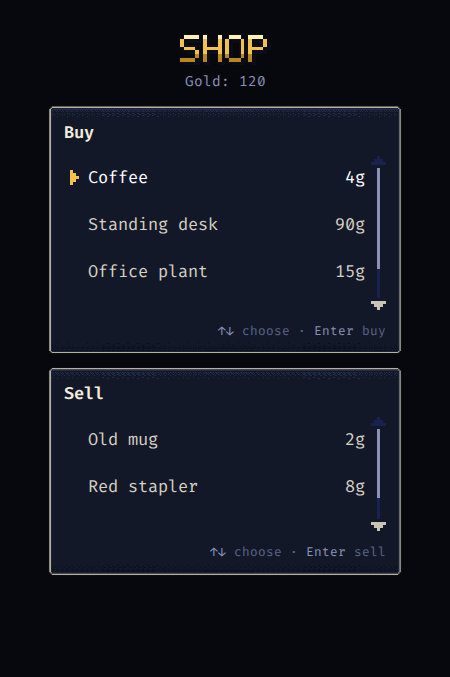 SHOP
Gold: 120
Buy
Coffee 4g
Standing desk 90g
Office plant 15g
↑↓ choose · Enter buy
Sell
Old mug 2g
Red stapler 8g
↑↓ choose · Enter sell